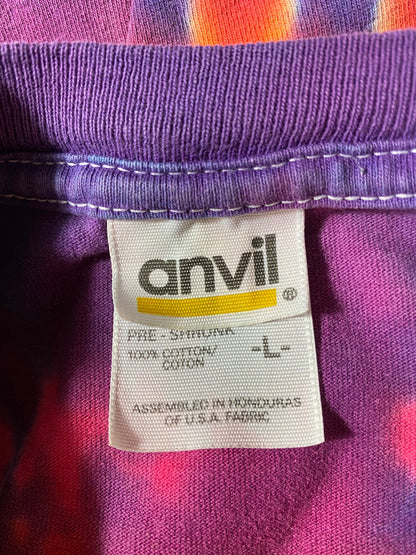 anvil
®
PRE - SHRUNK
100% COTTON/
COTON
-L-
ASSEMBLED IN HONDURAS
OF U.S.A. FABRIC